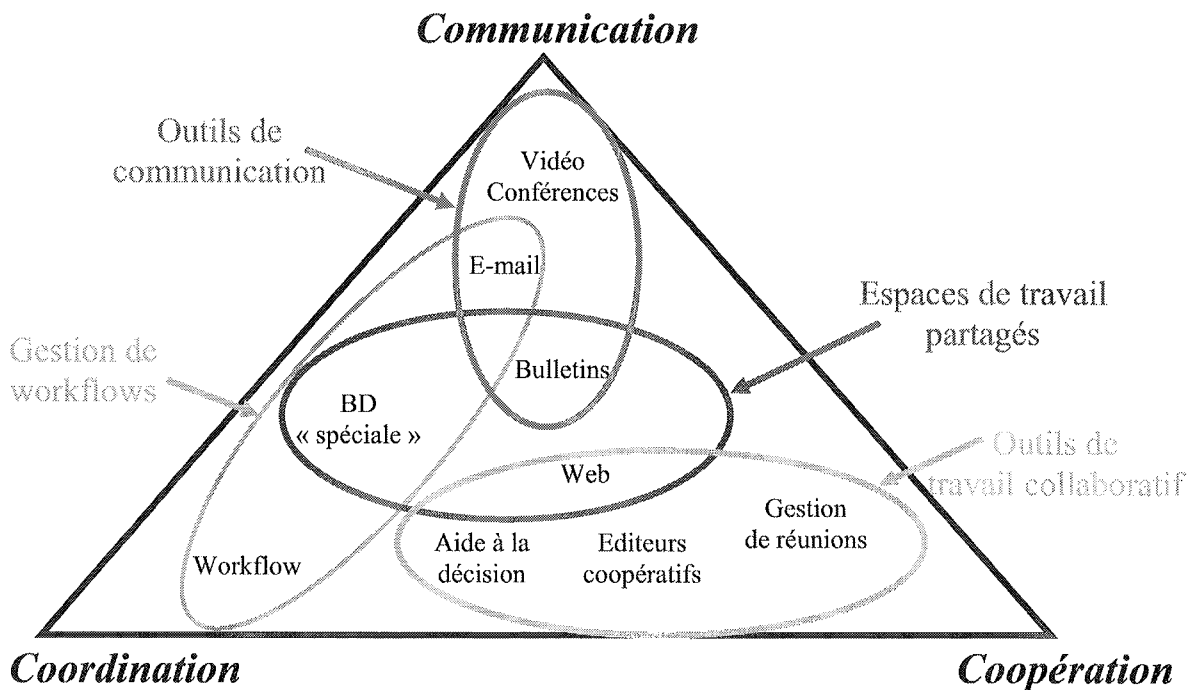 Communication
Outils de
communication
Vidéo
Conférences
E-mail
Espaces de travail
partagés
Gestion de
workflows
Bulletins
BD
« spéciale »
Web
Outils de
travail collaboratif
Gestion
de réunions
Aide à la
décision
Editeurs
coopératifs
Workflow
Coordination
Coopération